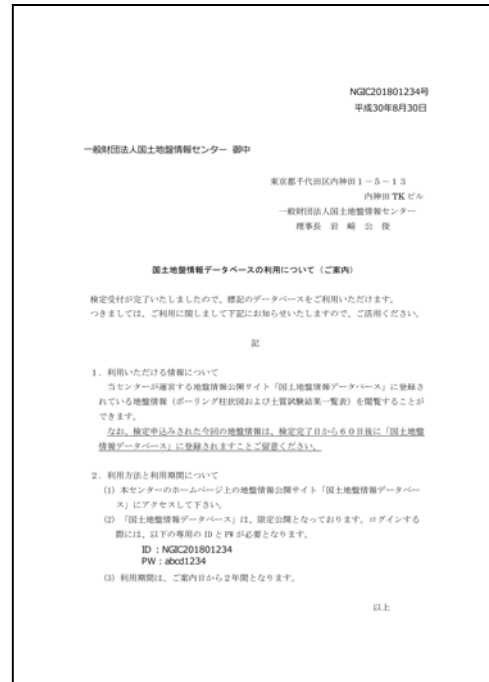 NGIC201801234号
平成30年8月30日
一般財団法人国土地盤情報センター 御中
東京都千代田区内神田1－5－13
内神田 TK ビル
一般財団法人国土地盤情報センター
理事長 岩 﨑 公 俊
国土地盤情報データベースの利用について（ご案内）
検定受付が完了いたしましたので、標記のデータベースをご利用いただけます。
つきましては、ご利用に関しまして下記にお知らせいたしますので、ご活用ください。
記
1．利用いただける情報について
当センターが運営する地盤情報公開サイト「国土地盤情報データベース」に登録さ
れている地盤情報（ボーリング柱状図および土質試験結果一覧表）を閲覧することが
できます。
なお、検定申込みされた今回の地盤情報は、検定完了日から60日後に「国土地盤
情報データベース」に登録されますことご留意ください。
2．利用方法と利用期間について
(1) 本センターのホームページ上の地盤情報公開サイト「国土地盤情報データベー
ス」にアクセスして下さい。
(2) 「国土地盤情報データベース」は、限定公開となっております。ログインする
際には、以下の専用の ID と PW が必要となります。
ID：NGIC201801234
PW：abcd1234
(3) 利用期間は、ご案内日から2年間となります。
以上